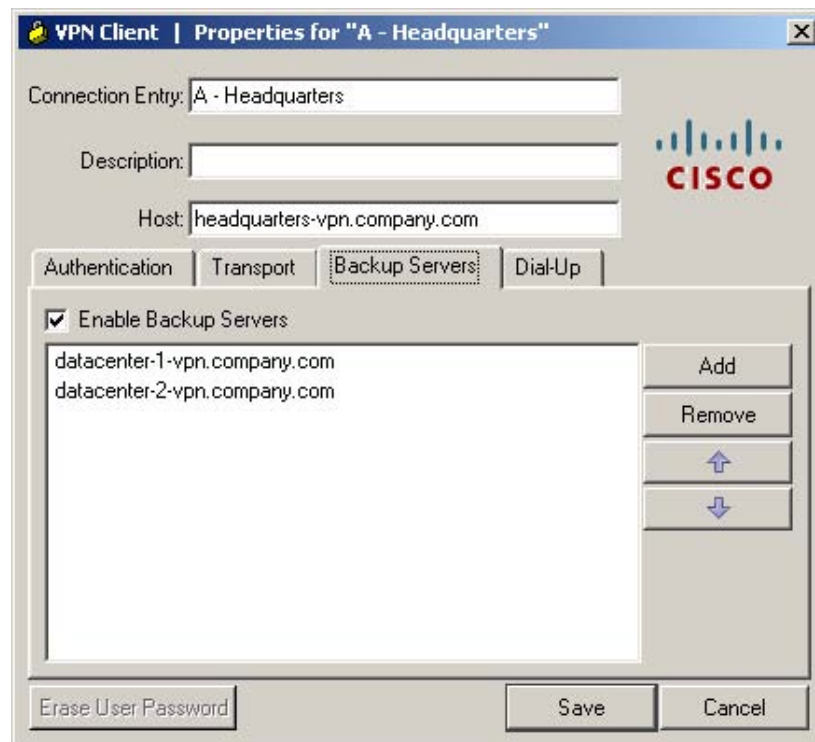 VPN Client | Properties for "A - Headquarters"
Connection Entry: A - Headquarters
Description:
CISCO
Host: headquarters-vpn.company.com
Authentication Transport Backup Servers Dial-Up
Enable Backup Servers
datacenter-1-vpn.company.com
datacenter-2-vpn.company.com
Add
Remove
Erase User Password Save Cancel